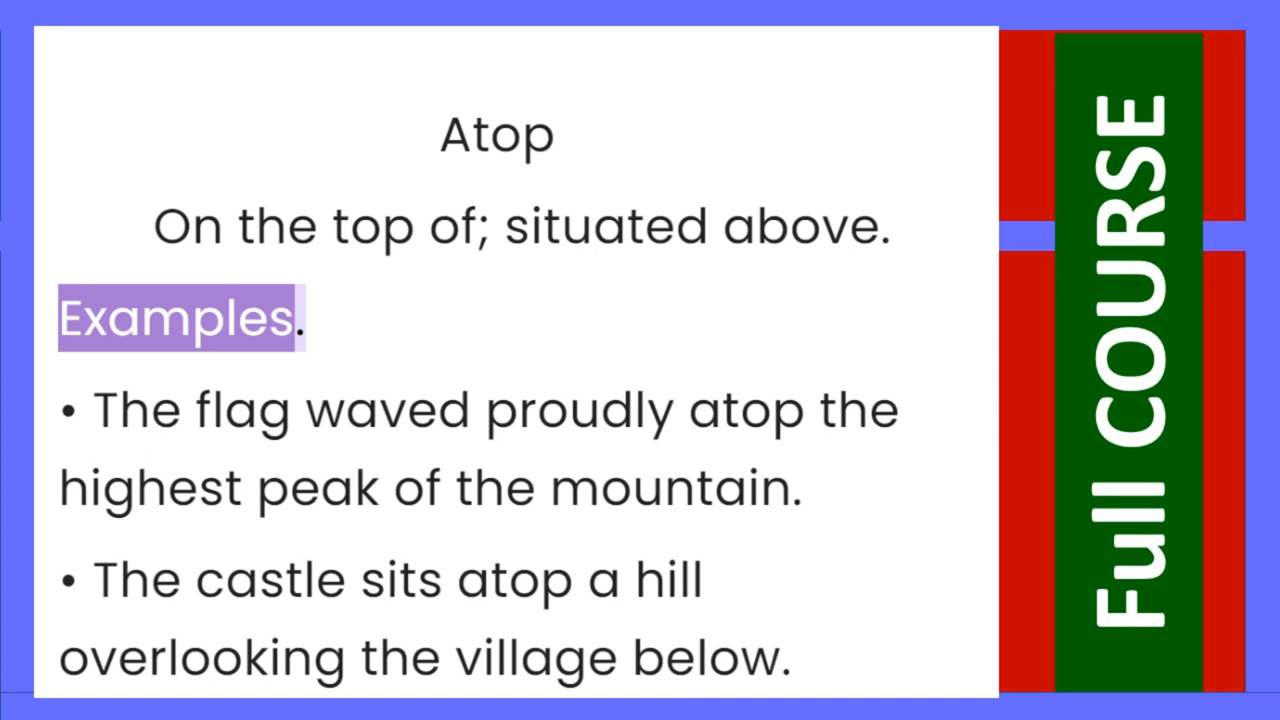 Atop
On the top of; situated above.
Examples.
• The flag waved proudly atop the
highest peak of the mountain.
• The castle sits atop a hill
overlooking the village below.
Full COURSE